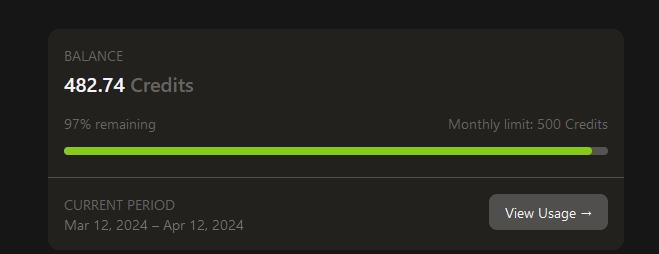 BALANCE
482.74 Credits
97% remaining
Monthly limit: 500 Credits
CURRENT PERIOD
Mar 12, 2024 – Apr 12, 2024
View Usage →